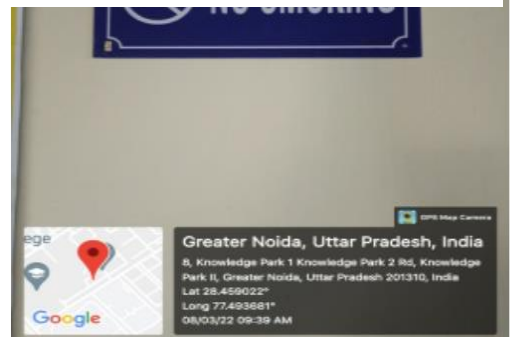 NO SMOKING
GPS Map Camera
ege
Google
Greater Noida, Uttar Pradesh, India
8, Knowledge Park 1 Knowledge Park 2 Rd, Knowledge
Park II, Greater Noida, Uttar Pradesh 201310, India
Lat 28.459022°
Long 77.493681°
08/03/22 09:39 AM